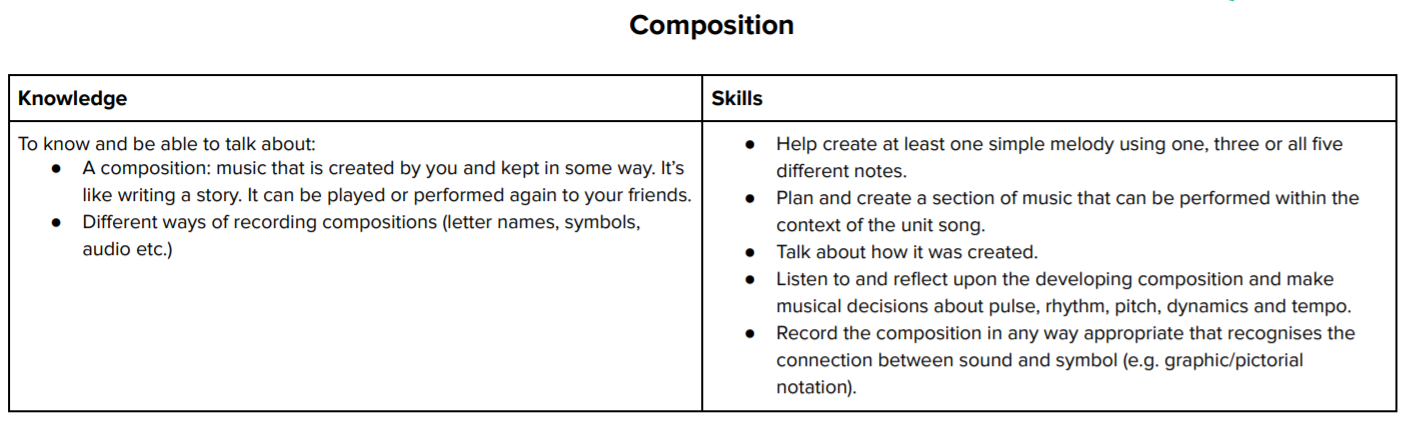 Composition
Knowledge
Skills
To know and be able to talk about:
● A composition: music that is created by you and kept in some way. It’s
like writing a story. It can be played or performed again to your friends.
● Different ways of recording compositions (letter names, symbols,
audio etc.)
● Help create at least one simple melody using one, three or all five
different notes.
● Plan and create a section of music that can be performed within the
context of the unit song.
● Talk about how it was created.
● Listen to and reflect upon the developing composition and make
musical decisions about pulse, rhythm, pitch, dynamics and tempo.
● Record the composition in any way appropriate that recognises the
connection between sound and symbol (e.g. graphic/pictorial
notation).